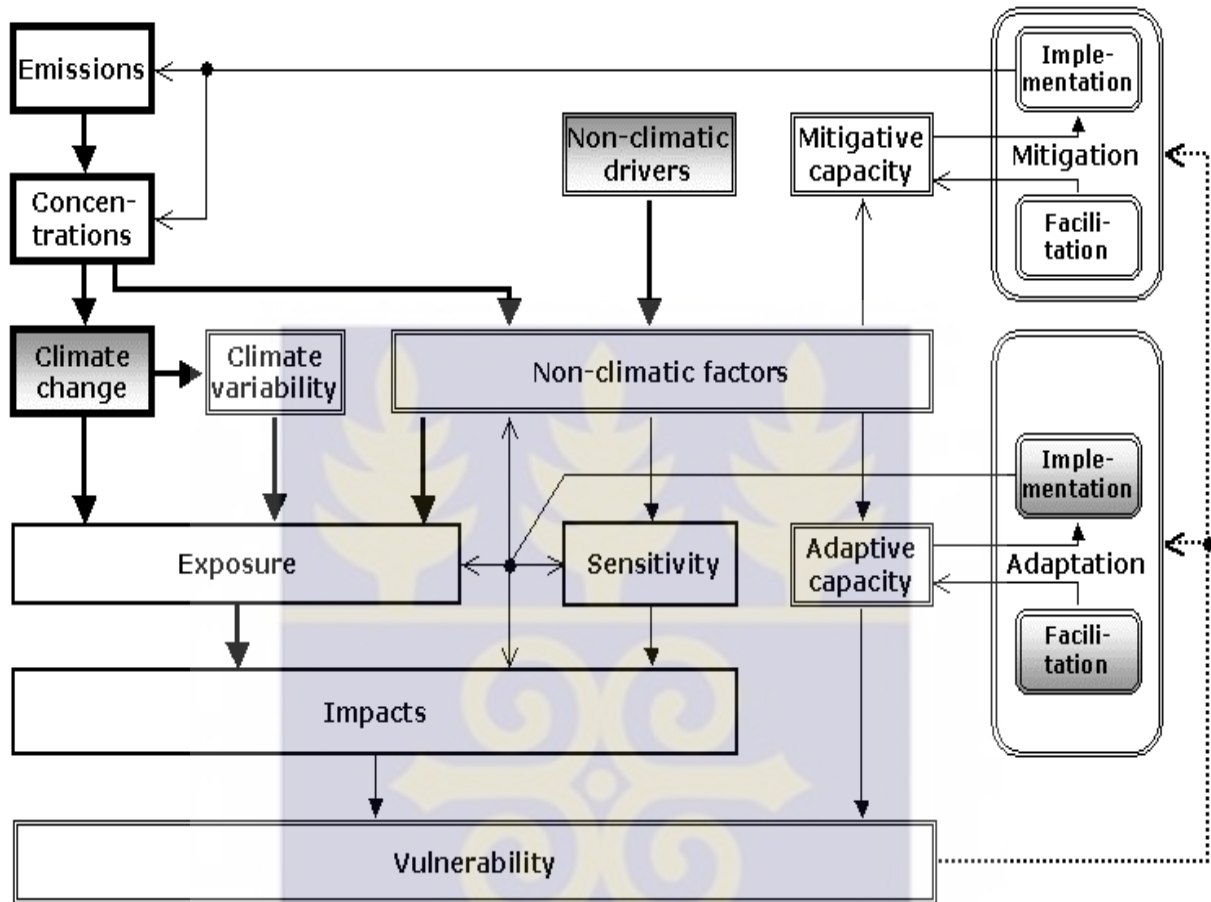 Emissions
Imple-
mentation
Mitigation
Facili-
tation
Non-climatic
drivers
Mitigative
capacity
Concen-
trations
Climate
change
Climate
variability
Non-climatic factors
Imple-
mentation
Adaptation
Facili-
tation
Exposure
Sensitivity
Adaptive
capacity
Impacts
Vulnerability